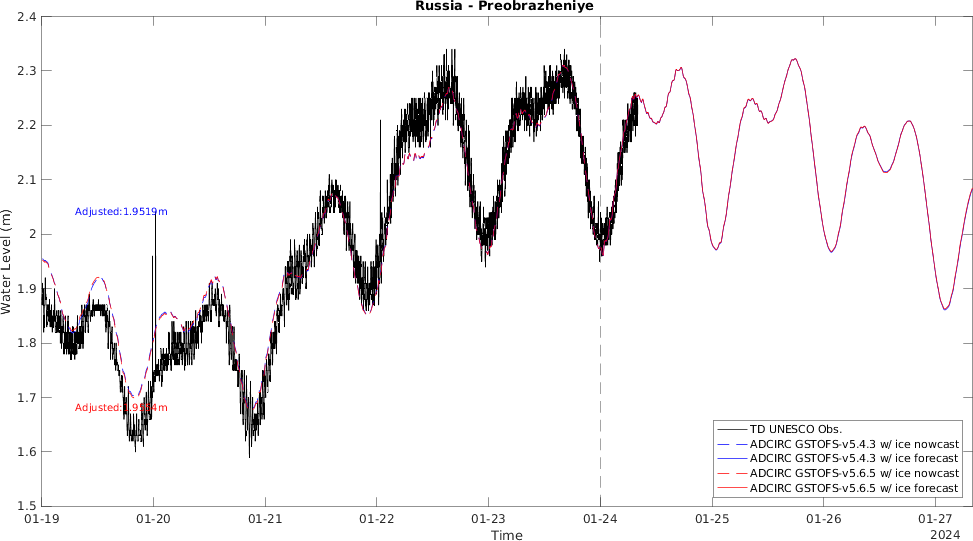 Russia - Preobrazheniye
2.4
2.3
2.2
2.1
2
1.9
1.8
1.7
1.6
1.5
Water Level (m)
Adjusted:1.9519m
TD UNESCO Obs.
ADCIRC GSTOFS-v5.4.3 w/ ice nowcast
ADCIRC GSTOFS-v5.4.3 w/ ice forecast
ADCIRC GSTOFS-v5.6.5 w/ ice nowcast
ADCIRC GSTOFS-v5.6.5 w/ ice forecast
01-19 01-20 01-21 01-22 01-23 01-24 01-25 01-26 01-27
Time
2024